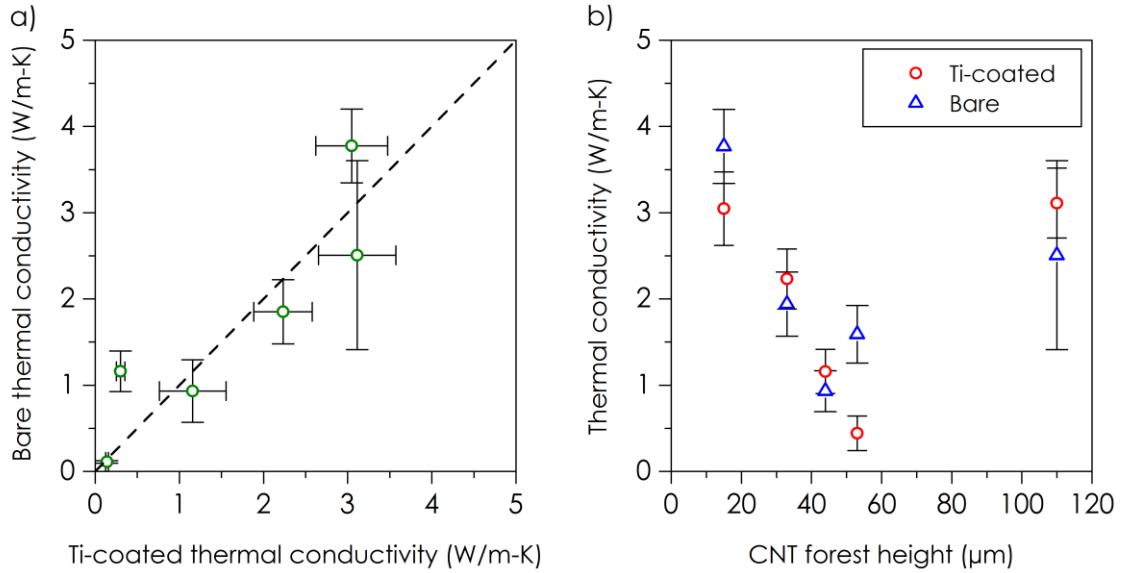 a)
Bare thermal conductivity (W/m-K)
5
4
3
2
1
0
0 1 2 3 4 5
Ti-coated thermal conductivity (W/m-K)
b)
Thermal conductivity (W/m-K)
5
4
3
2
1
0
0 20 40 60 80 100 120
CNT forest height (μm)
Ti-coated
Bare